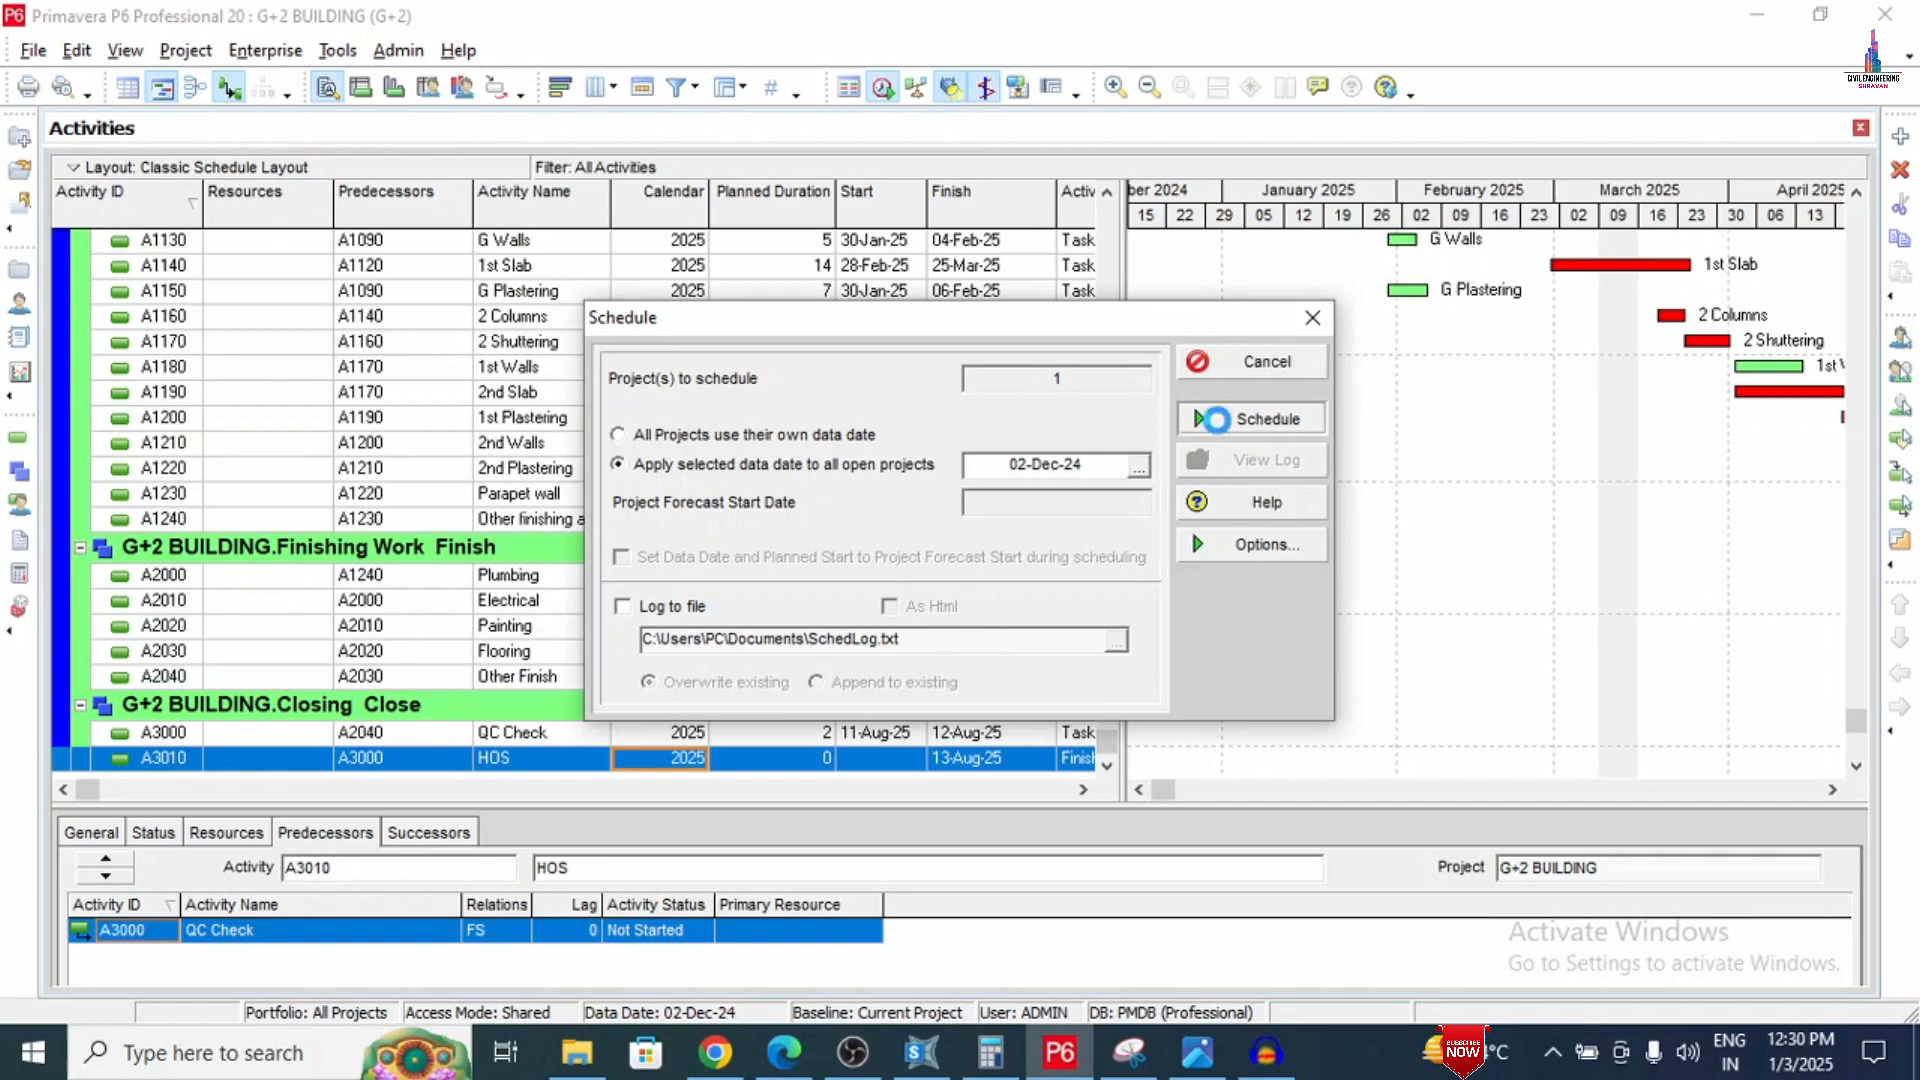 P6 Primavera P6 Professional 20 : G+2 BUILDING (G+2)
File Edit View Project Enterprise Tools Admin Help
CIVIL ENGINEERING
SHRAVAN
Activities
Layout: Classic Schedule Layout Filter: All Activities
Activity ID Resources Predecessors Activity Name Calendar Planned Duration Start Finish Activ
ber 2024 January 2025 February 2025 March 2025 April 2025
15 22 29 05 12 19 26 02 09 16 23 02 09 16 23 30 06 13
A1130 A1090 G Walls 2025 5 30-Jan-25 04-Feb-25 Task G Walls
A1140 A1120 1st Slab 2025 14 28-Feb-25 25-Mar-25 Task 1st Slab
A1150 A1090 G Plastering 2025 7 30-Jan-25 06-Feb-25 Task G Plastering
A1160 A1140 2 Columns 2 Columns
A1170 A1160 2 Shuttering 2 Shuttering
A1180 A1170 1st Walls 1st
A1190 A1170 2nd Slab
A1200 A1190 1st Plastering
A1210 A1200 2nd Walls
A1220 A1210 2nd Plastering
A1230 A1220 Parapet wall
A1240 A1230 Other finishing a
G+2 BUILDING.Finishing Work Finish
A2000 A1240 Plumbing
A2010 A2000 Electrical
A2020 A2010 Painting
A2030 A2020 Flooring
A2040 A2030 Other Finish
G+2 BUILDING.Closing Close
A3000 A2040 QC Check 2025 2 11-Aug-25 12-Aug-25 Task
A3010 A3000 HOS 2025 0 13-Aug-25 Finisl
Schedule
Project(s) to schedule 1
Cancel
All Projects use their own data date
Schedule
Apply selected data date to all open projects 02-Dec-24 ...
View Log
Project Forecast Start Date
Help
Set Data Date and Planned Start to Project Forecast Start during scheduling
Options...
Log to file As Html
C:\Users\PC\Documents\SchedLog.txt ...
Overwrite existing Append to existing
General Status Resources Predecessors Successors
Activity A3010 HOS Project G+2 BUILDING
Activity ID Activity Name Relations Lag Activity Status Primary Resource
A3000 QC Check FS 0 Not Started
Activate Windows
Go to Settings to activate Windows.
Portfolio: All Projects Access Mode: Shared Data Date: 02-Dec-24 Baseline: Current Project User: ADMIN DB: PMDB (Professional)
Type here to search
P6
SUBSCRIBE
NOW
°C
ENG
IN
12:30 PM
1/3/2025